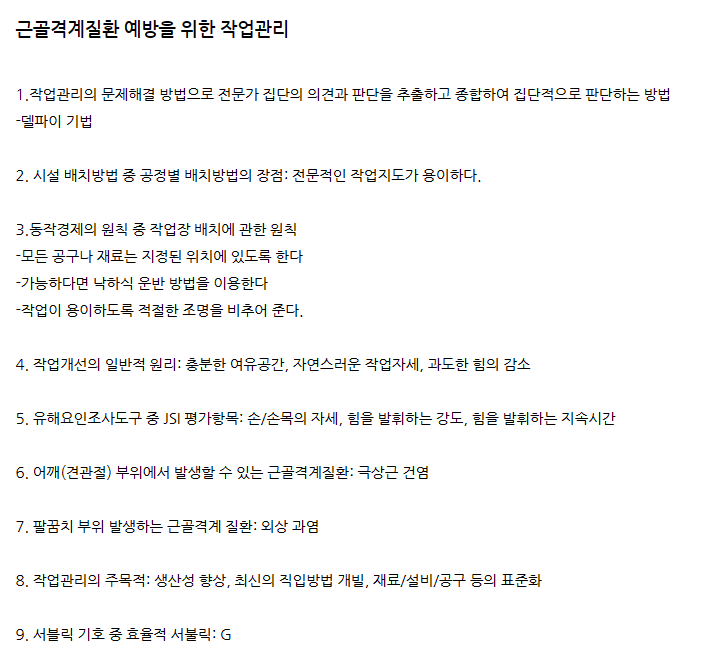 근골격계질환 예방을 위한 작업관리
1.작업관리의 문제해결 방법으로 전문가 집단의 의견과 판단을 추출하고 종합하여 집단적으로 판단하는 방법
-델파이 기법
2. 시설 배치방법 중 공정별 배치방법의 장점: 전문적인 작업지도가 용이하다.
3.동작경제의 원칙 중 작업장 배치에 관한 원칙
-모든 공구나 재료는 지정된 위치에 있도록 한다
-가능하다면 낙하식 운반 방법을 이용한다
-작업이 용이하도록 적절한 조명을 비추어 준다.
4. 작업개선의 일반적 원리: 충분한 여유공간, 자연스러운 작업자세, 과도한 힘의 감소
5. 유해요인조사도구 중 JSI 평가항목: 손/손목의 자세, 힘을 발휘하는 강도, 힘을 발휘하는 지속시간
6. 어깨(견관절) 부위에서 발생할 수 있는 근골격계질환: 극상근 건염
7. 팔꿈치 부위 발생하는 근골격계 질환: 외상 과염
8. 작업관리의 주목적: 생산성 향상, 최신의 직입방법 개빌, 재료/설비/공구 등의 표준화
9. 서블릭 기호 중 효율적 서불릭: G